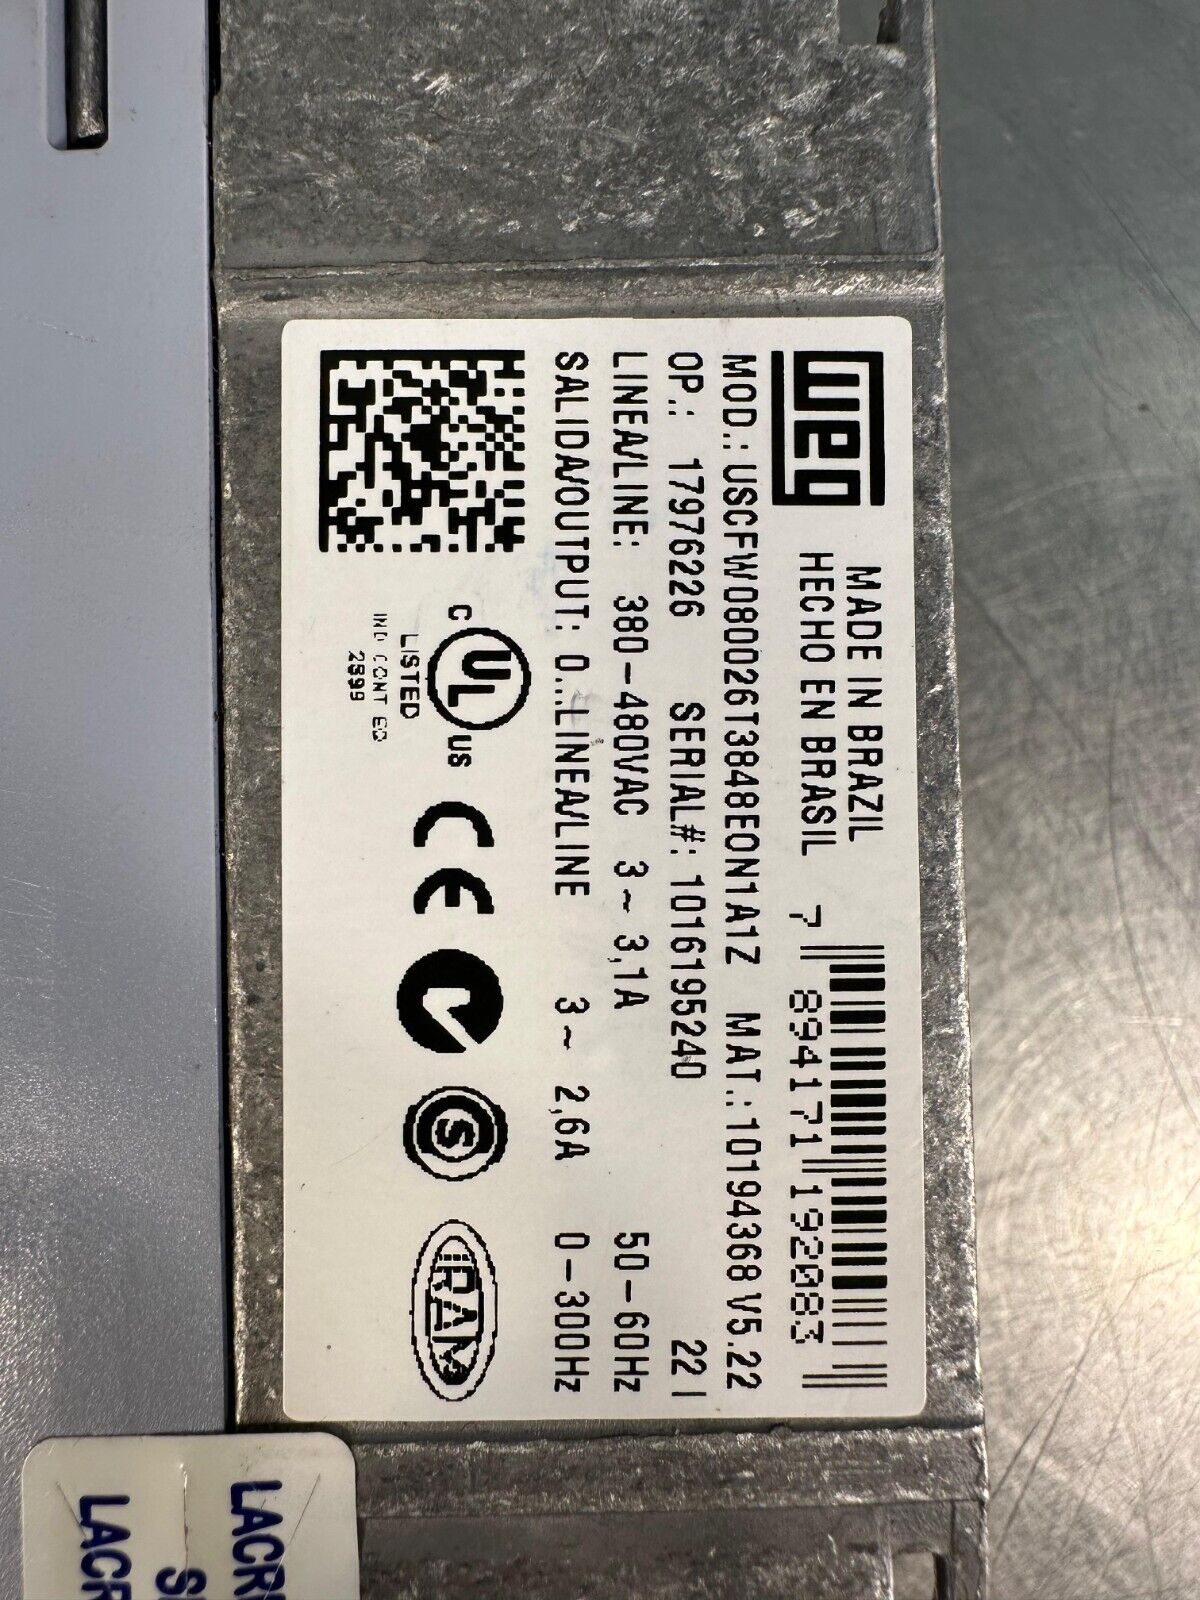 WEG
MADE IN BRAZIL
HECHO EN BRASIL
7 894171 192083
MOD.: USCFW080026T3848EON1A1Z MAT.: 10194368 V5.22
OP.: 17976226 SERIAL#: 1016195240 22 I
LINEA/LINE: 380-480VAC 3~ 3,1A 50-60Hz
SALIDA/OUTPUT: 0...LINEA/LINE 3~ 2,6A 0-300Hz
C UL US
LISTED
IND CONT EQ
2S99
CE
S
IRAM
LACR
S
LACR